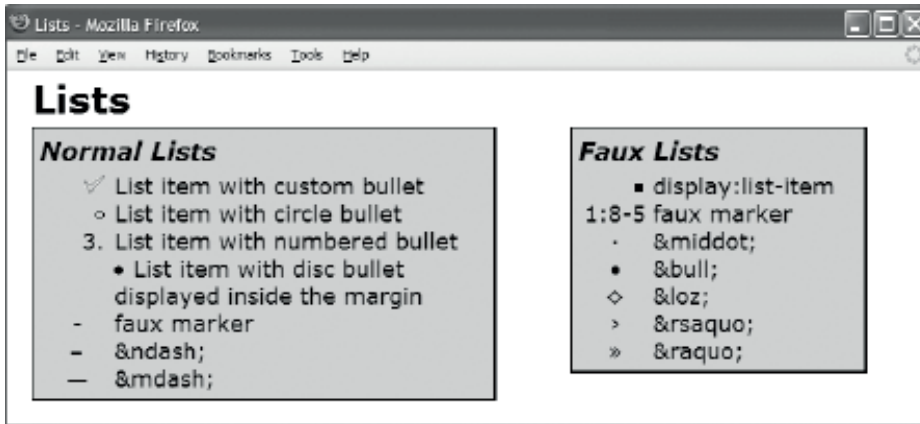 Lists - Mozilla Firefox
File Edit View History Bookmarks Tools Help
Lists
Normal Lists
List item with custom bullet
List item with circle bullet
3. List item with numbered bullet
• List item with disc bullet
displayed inside the margin
- faux marker
– &ndash;
— &mdash;
Faux Lists
▪ display:list-item
1:8-5 faux marker
· &middot;
• &bull;
◊ &loz;
› &rsaquo;
» &raquo;